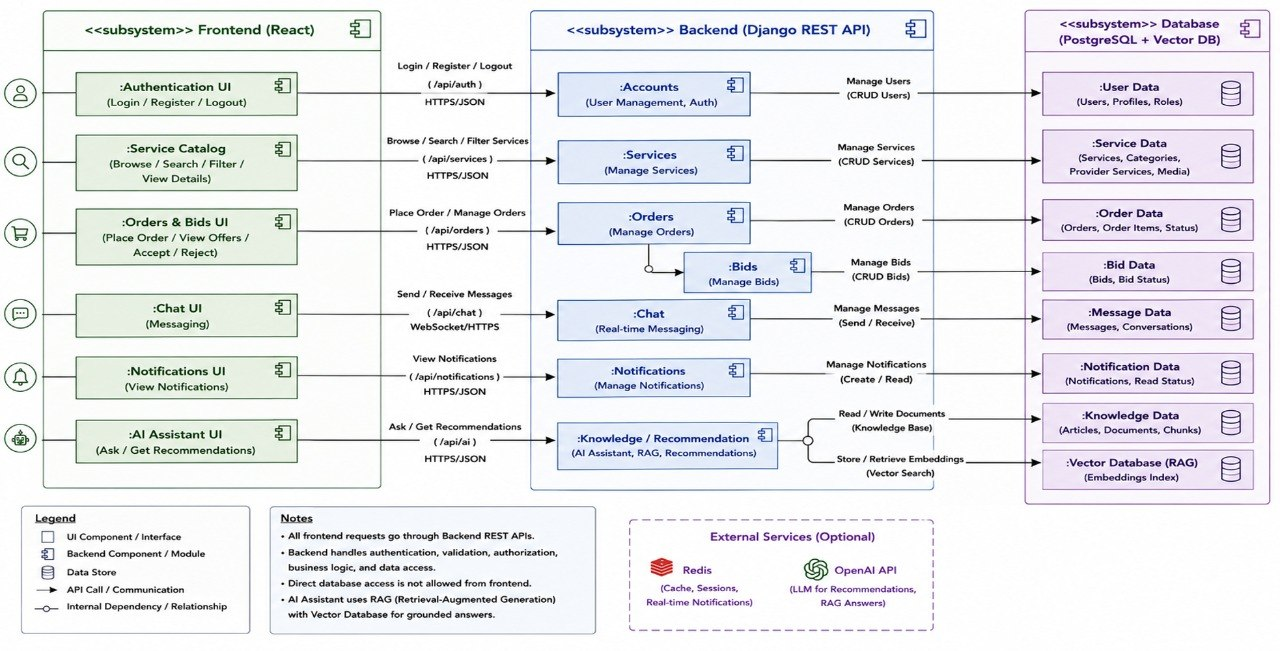 <<subsystem>> Frontend (React)
:Authentication UI
(Login / Register / Logout)
:Service Catalog
(Browse / Search / Filter /
View Details)
:Orders & Bids UI
(Place Order / View Offers /
Accept / Reject)
:Chat UI
(Messaging)
:Notifications UI
(View Notifications)
:AI Assistant UI
(Ask / Get Recommendations)
Login / Register / Logout
( /api/auth )
HTTPS/JSON
Browse / Search / Filter Services
( /api/services )
HTTPS/JSON
Place Order / Manage Orders
( /api/orders )
HTTPS/JSON
Send / Receive Messages
( /api/chat )
WebSocket/HTTPS
View Notifications
( /api/notifications )
HTTPS/JSON
Ask / Get Recommendations
( /api/ai )
HTTPS/JSON
<<subsystem>> Backend (Django REST API)
:Accounts
(User Management, Auth)
:Services
(Manage Services)
:Orders
(Manage Orders)
:Bids
(Manage Bids)
:Chat
(Real-time Messaging)
:Notifications
(Manage Notifications)
:Knowledge / Recommendation
(AI Assistant, RAG, Recommendations)
Manage Users
(CRUD Users)
Manage Services
(CRUD Services)
Manage Orders
(CRUD Orders)
Manage Bids
(CRUD Bids)
Manage Messages
(Send / Receive)
Manage Notifications
(Create / Read)
Read / Write Documents
(Knowledge Base)
Store / Retrieve Embeddings
(Vector Search)
<<subsystem>> Database
(PostgreSQL + Vector DB)
:User Data
(Users, Profiles, Roles)
:Service Data
(Services, Categories,
Provider Services, Media)
:Order Data
(Orders, Order Items, Status)
:Bid Data
(Bids, Bid Status)
:Message Data
(Messages, Conversations)
:Notification Data
(Notifications, Read Status)
:Knowledge Data
(Articles, Documents, Chunks)
:Vector Database (RAG)
(Embeddings Index)
Legend
UI Component / Interface
Backend Component / Module
Data Store
API Call / Communication
Internal Dependency / Relationship
Notes
• All frontend requests go through Backend REST APIs.
• Backend handles authentication, validation, authorization,
business logic, and data access.
• Direct database access is not allowed from frontend.
• AI Assistant uses RAG (Retrieval-Augmented Generation)
with Vector Database for grounded answers.
External Services (Optional)
Redis
(Cache, Sessions,
Real-time Notifications)
OpenAI API
(LLM for Recommendations,
RAG Answers)